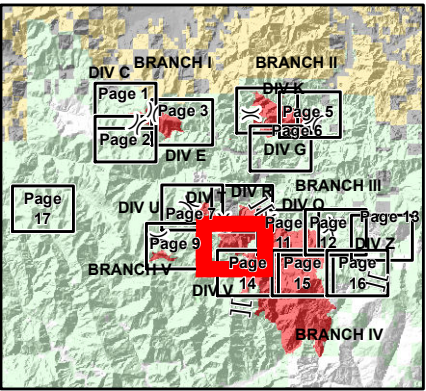 BRANCH I
BRANCH II
DIV C
DIV K
Page 1
Page 3
Page 5
Page 6
Page 2
DIV E
DIV G
BRANCH III
Page
17
DIV R
DIV U
DIV O
Page 7
Page 13
Page
11
Page
12
Page 9
DIV Z
BRANCH V
Page
14
Page
15
Page
16
DIV V
BRANCH IV